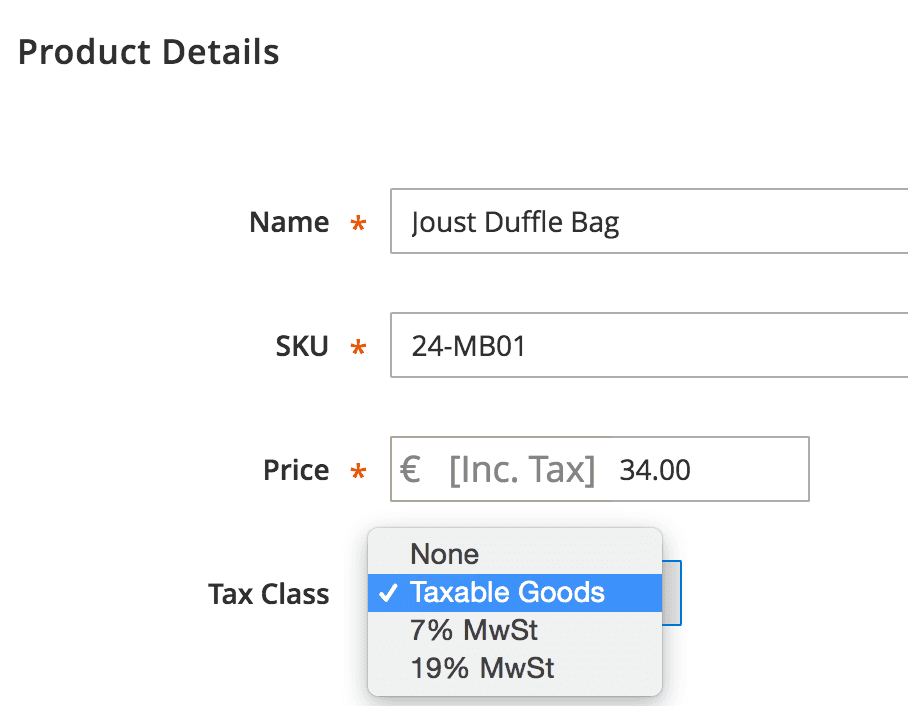 Product Details
Name *
Joust Duffle Bag
SKU *
24-MB01
Price *
€ [Inc. Tax] 34.00
Tax Class
None
✓ Taxable Goods
7% MwSt
19% MwSt